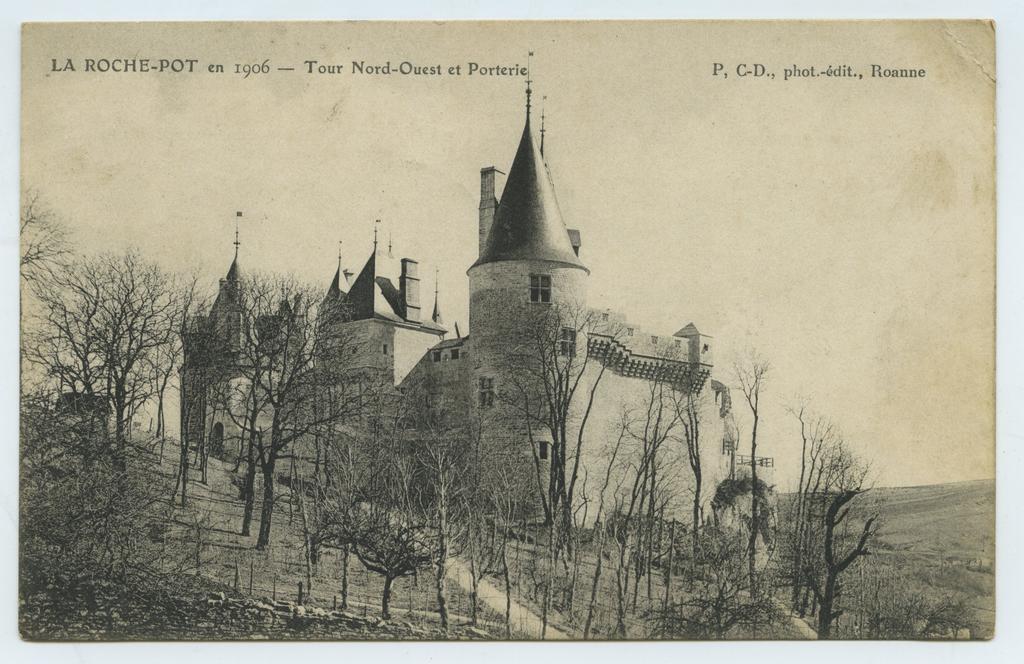 LA ROCHE-POT en 1906 — Tour Nord-Ouest et Porterie
P, C-D., phot.-édit., Roanne